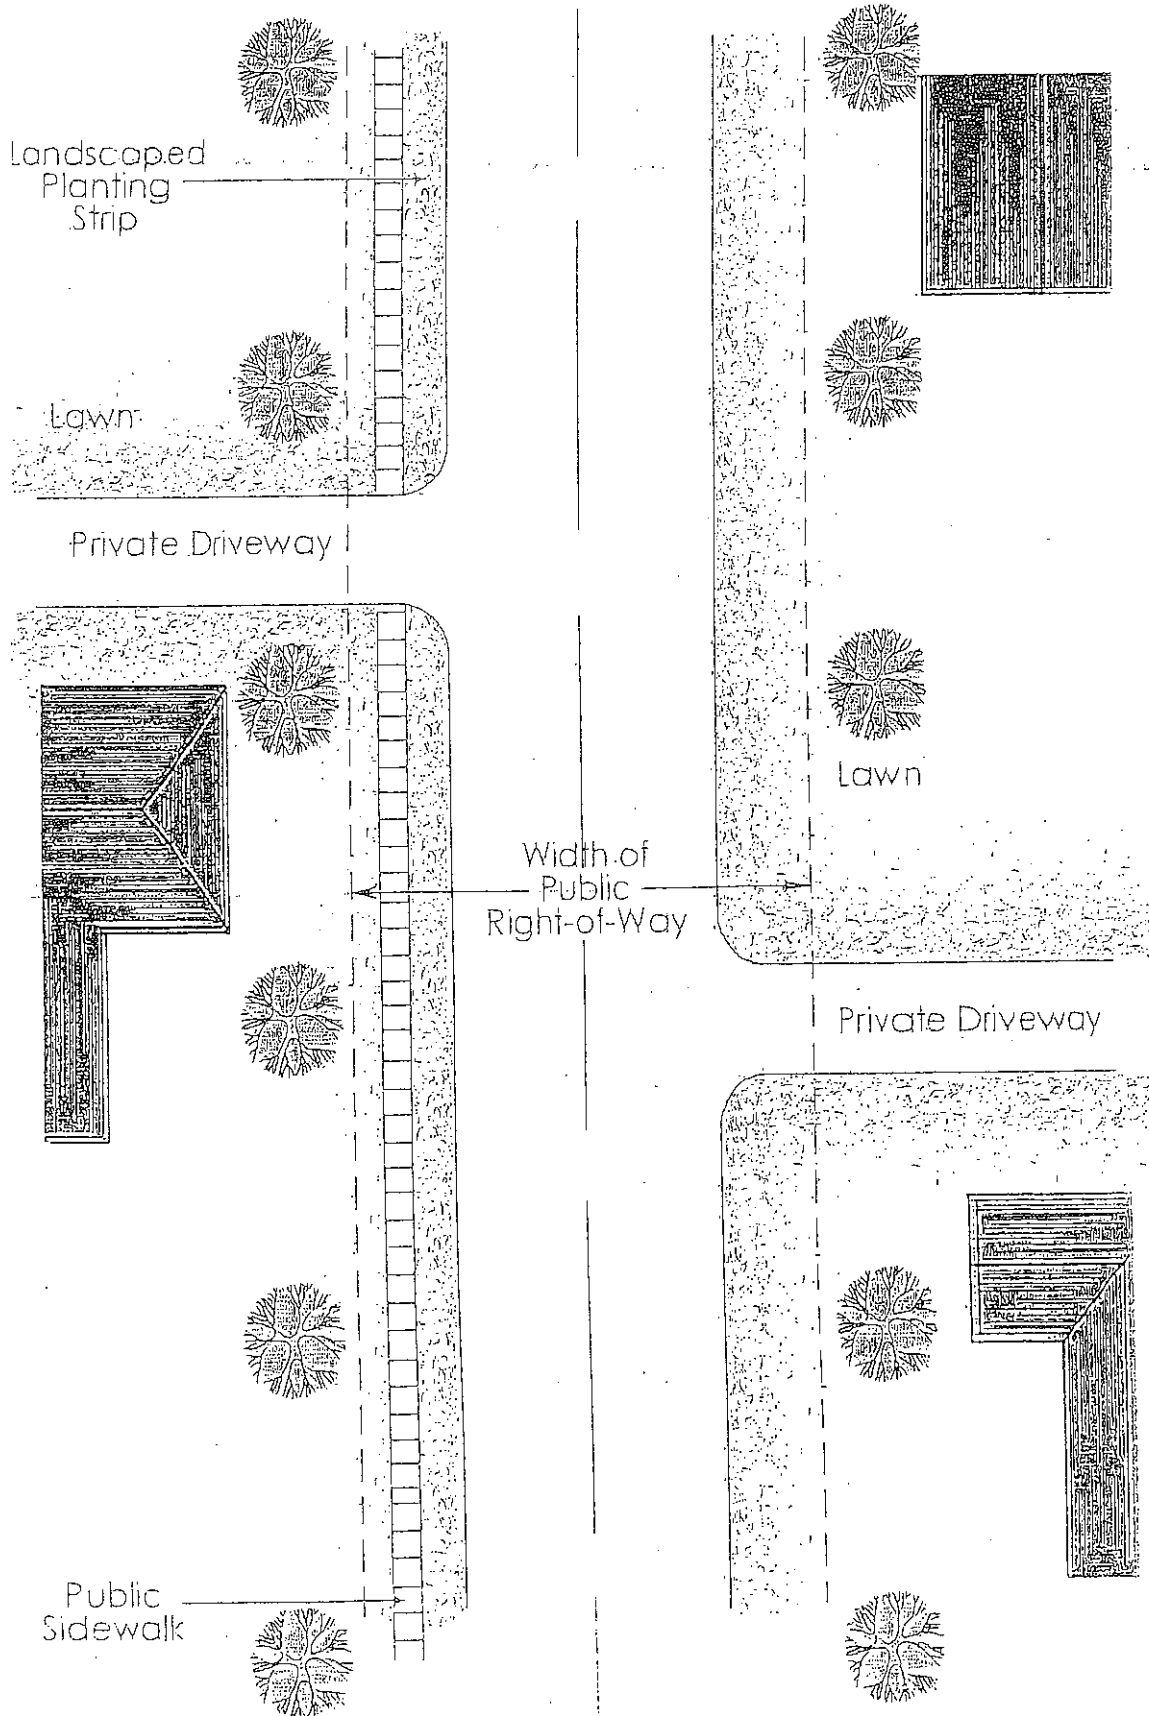 Landscaped
Planting
Strip
Lawn
Private Driveway
Lawn
Width of
Public
Right-of-Way
Private Driveway
Public
Sidewalk